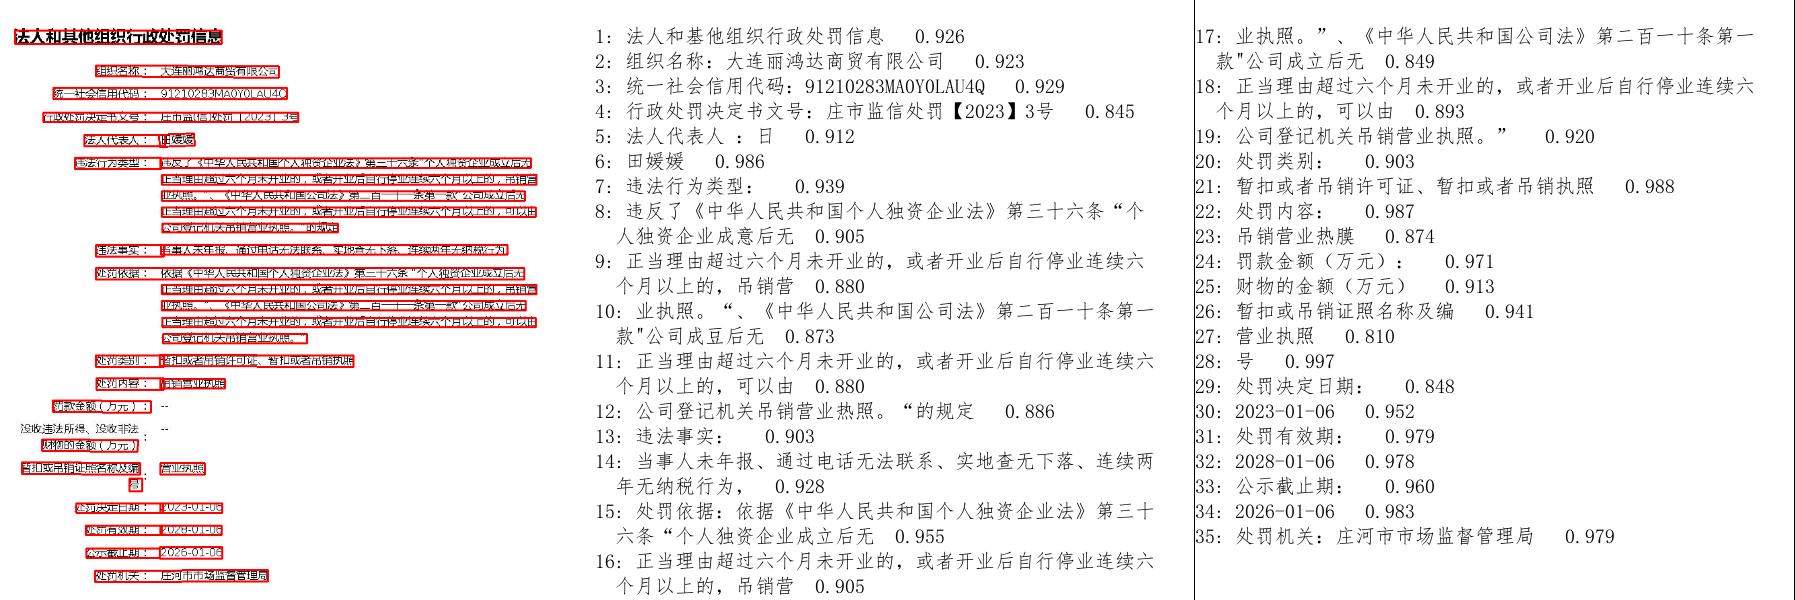 法人和其他组织行政处罚信息
组织名称： 大连丽鸿达商贸有限公司
统一社会信用代码： 91210283MA0Y0LAU4Q
行政处罚决定书文号： 庄市监信处罚【2023】3号
法人代表人： 田媛媛
违法行为类型： 违反了《中华人民共和国个人独资企业法》第三十六条“个人独资企业成立后无
正当理由超过六个月未开业的，或者开业后自行停业连续六个月以上的，吊销营
业执照。”、《中华人民共和国公司法》第二百一十条第一款“公司成立后无
正当理由超过六个月未开业的，或者开业后自行停业连续六个月以上的，可以由
公司登记机关吊销营业执照。”的规定
违法事实： 当事人未年报、通过电话无法联系、实地查无下落、连续两年无纳税行为
处罚依据： 依据《中华人民共和国个人独资企业法》第三十六条“个人独资企业成立后无
正当理由超过六个月未开业的，或者开业后自行停业连续六个月以上的，吊销营
业执照。”、《中华人民共和国公司法》第二百一十条第一款“公司成立后无
正当理由超过六个月未开业的，或者开业后自行停业连续六个月以上的，可以由
公司登记机关吊销营业执照。”
处罚类别： 暂扣或者吊销许可证、暂扣或者吊销执照
处罚内容： 吊销营业执照
罚款金额（万元）： --
没收违法所得、没收非法 --
财物的金额（万元）：
暂扣或吊销证照名称及编 营业执照
号：
处罚决定日期： 2023-01-06
处罚有效期： 2028-01-06
公示截止期： 2026-01-06
处罚机关： 庄河市市场监督管理局
1: 法人和基他组织行政处罚信息 0.926
2: 组织名称：大连丽鸿达商贸有限公司 0.923
3: 统一社会信用代码：91210283MA0Y0LAU4Q 0.929
4: 行政处罚决定书文号：庄市监信处罚【2023】3号 0.845
5: 法人代表人 ：日 0.912
6: 田媛媛 0.986
7: 违法行为类型： 0.939
8: 违反了《中华人民共和国个人独资企业法》第三十六条“个
人独资企业成意后无 0.905
9: 正当理由超过六个月未开业的，或者开业后自行停业连续六
个月以上的，吊销营 0.880
10: 业执照。“、《中华人民共和国公司法》第二百一十条第一
款"公司成豆后无 0.873
11: 正当理由超过六个月未开业的，或者开业后自行停业连续六
个月以上的，可以由 0.880
12: 公司登记机关吊销营业热照。“的规定 0.886
13: 违法事实： 0.903
14: 当事人未年报、通过电话无法联系、实地查无下落、连续两
年无纳税行为， 0.928
15: 处罚依据：依据《中华人民共和国个人独资企业法》第三十
六条“个人独资企业成立后无 0.955
16: 正当理由超过六个月未开业的，或者开业后自行停业连续六
个月以上的，吊销营 0.905
17: 业执照。”、《中华人民共和国公司法》第二百一十条第一
款"公司成立后无 0.849
18: 正当理由超过六个月未开业的，或者开业后自行停业连续六
个月以上的，可以由 0.893
19: 公司登记机关吊销营业执照。” 0.920
20: 处罚类别： 0.903
21: 暂扣或者吊销许可证、暂扣或者吊销执照 0.988
22: 处罚内容： 0.987
23: 吊销营业热膜 0.874
24: 罚款金额（万元）： 0.971
25: 财物的金额（万元） 0.913
26: 暂扣或吊销证照名称及编 0.941
27: 营业执照 0.810
28: 号 0.997
29: 处罚决定日期： 0.848
30: 2023-01-06 0.952
31: 处罚有效期： 0.979
32: 2028-01-06 0.978
33: 公示截止期： 0.960
34: 2026-01-06 0.983
35: 处罚机关：庄河市市场监督管理局 0.979